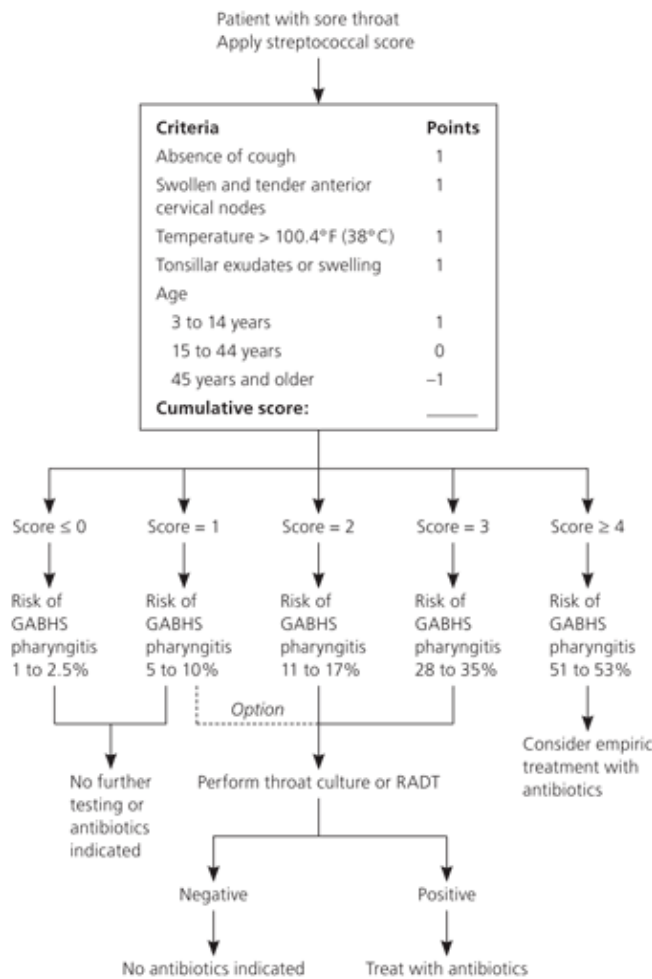 Patient with sore throat
Apply streptococcal score
Criteria Points
Absence of cough 1
Swollen and tender anterior 1
cervical nodes
Temperature > 100.4°F (38°C) 1
Tonsillar exudates or swelling 1
Age
3 to 14 years 1
15 to 44 years 0
45 years and older –1
Cumulative score: _____
Score ≤ 0
Score = 1
Score = 2
Score = 3
Score ≥ 4
Risk of
GABHS
pharyngitis
1 to 2.5%
Risk of
GABHS
pharyngitis
5 to 10%
Risk of
GABHS
pharyngitis
11 to 17%
Risk of
GABHS
pharyngitis
28 to 35%
Risk of
GABHS
pharyngitis
51 to 53%
Option
No further
testing or
antibiotics
indicated
Perform throat culture or RADT
Consider empiric
treatment with
antibiotics
Negative
Positive
No antibiotics indicated
Treat with antibiotics